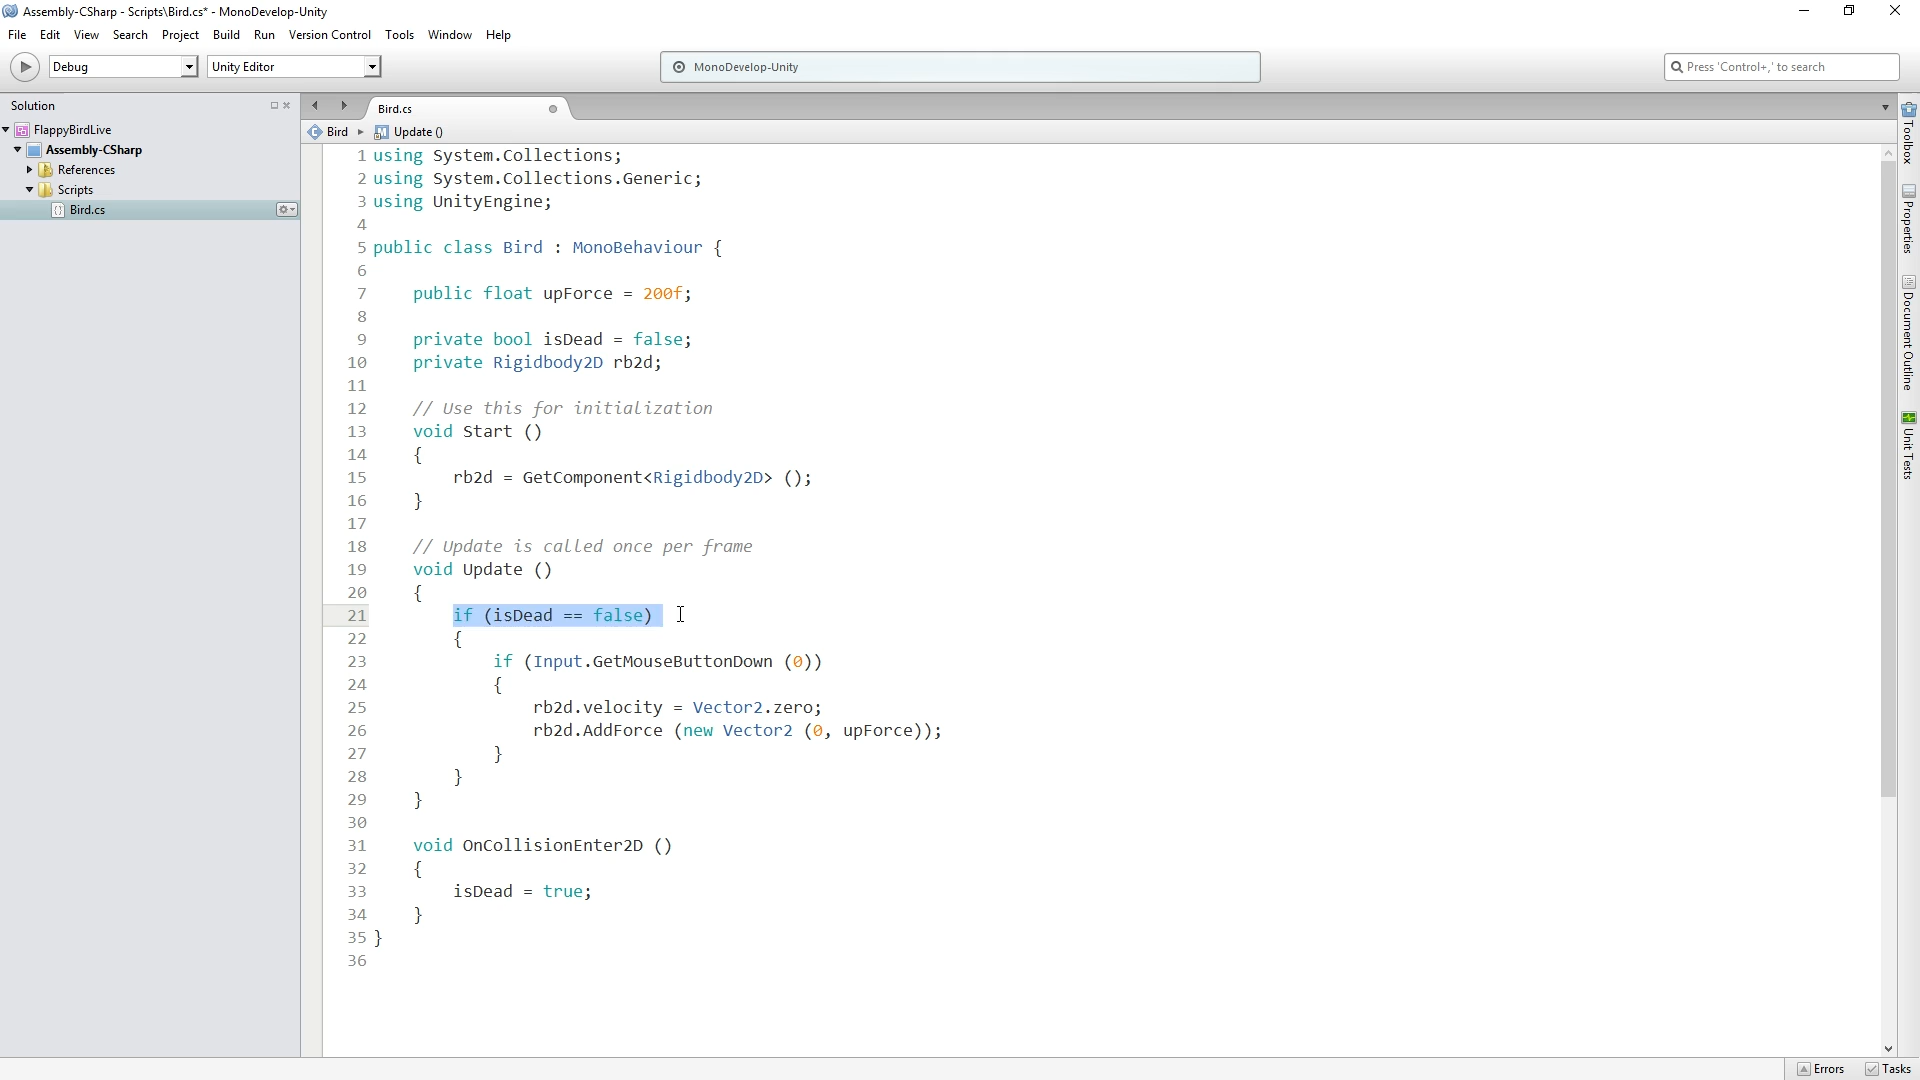 Assembly-CSharp - Scripts\Bird.cs* - MonoDevelop-Unity
File Edit View Search Project Build Run Version Control Tools Window Help
Debug Unity Editor MonoDevelop-Unity Press 'Control+,' to search
Solution
FlappyBirdLive
Assembly-CSharp
References
Scripts
Bird.cs
Bird.cs
Bird Update ()
1 using System.Collections;
2 using System.Collections.Generic;
3 using UnityEngine;
4
5 public class Bird : MonoBehaviour {
6
7 public float upForce = 200f;
8
9 private bool isDead = false;
10 private Rigidbody2D rb2d;
11
12 // Use this for initialization
13 void Start ()
14 {
15 rb2d = GetComponent<Rigidbody2D> ();
16 }
17
18 // Update is called once per frame
19 void Update ()
20 {
21 if (isDead == false)
22 {
23 if (Input.GetMouseButtonDown (0))
24 {
25 rb2d.velocity = Vector2.zero;
26 rb2d.AddForce (new Vector2 (0, upForce));
27 }
28 }
29 }
30
31 void OnCollisionEnter2D ()
32 {
33 isDead = true;
34 }
35 }
36
Toolbox
Properties
Document Outline
Unit Tests
Errors Tasks